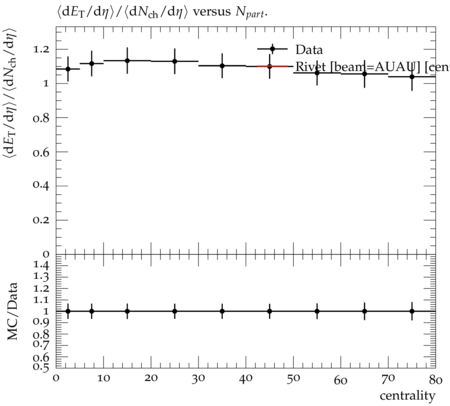 ⟨dE_T/dη⟩/⟨dN_ch/dη⟩ versus N_part.
⟨dE_T/dη⟩/⟨dN_ch/dη⟩
1.2
1
0.8
0.6
0.4
0.2
0
Data
Rivet [beam=AUAU] [cen
MC/Data
1.4
1.3
1.2
1.1
1
0.9
0.8
0.7
0.6
0.5
0 10 20 30 40 50 60 70 80
centrality